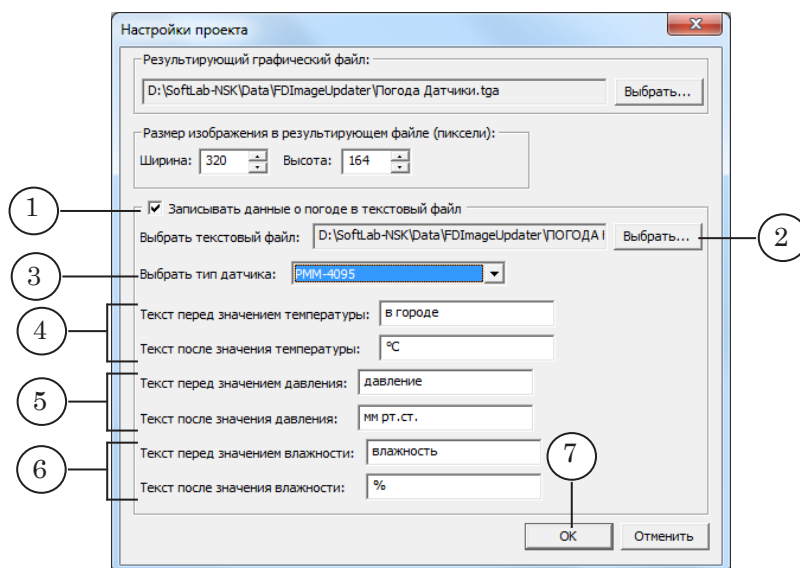 Настройки проекта
Результирующий графический файл:
D:\SoftLab-NSK\Data\FDImageUpdater\Погода Датчики.tga Выбрать...
Размер изображения в результирующем файле (пиксели):
Ширина: 320 Высота: 164
1 Записывать данные о погоде в текстовый файл
Выбрать текстовый файл: D:\SoftLab-NSK\Data\FDImageUpdater\ПОГОДА Выбрать... 2
3 Выбрать тип датчика: РММ-4095
4
Текст перед значением температуры: в городе
Текст после значения температуры: °C
5
Текст перед значением давления: давление
Текст после значения давления: мм рт.ст.
6
Текст перед значением влажности: влажность
Текст после значения влажности: %
7
OK Отменить